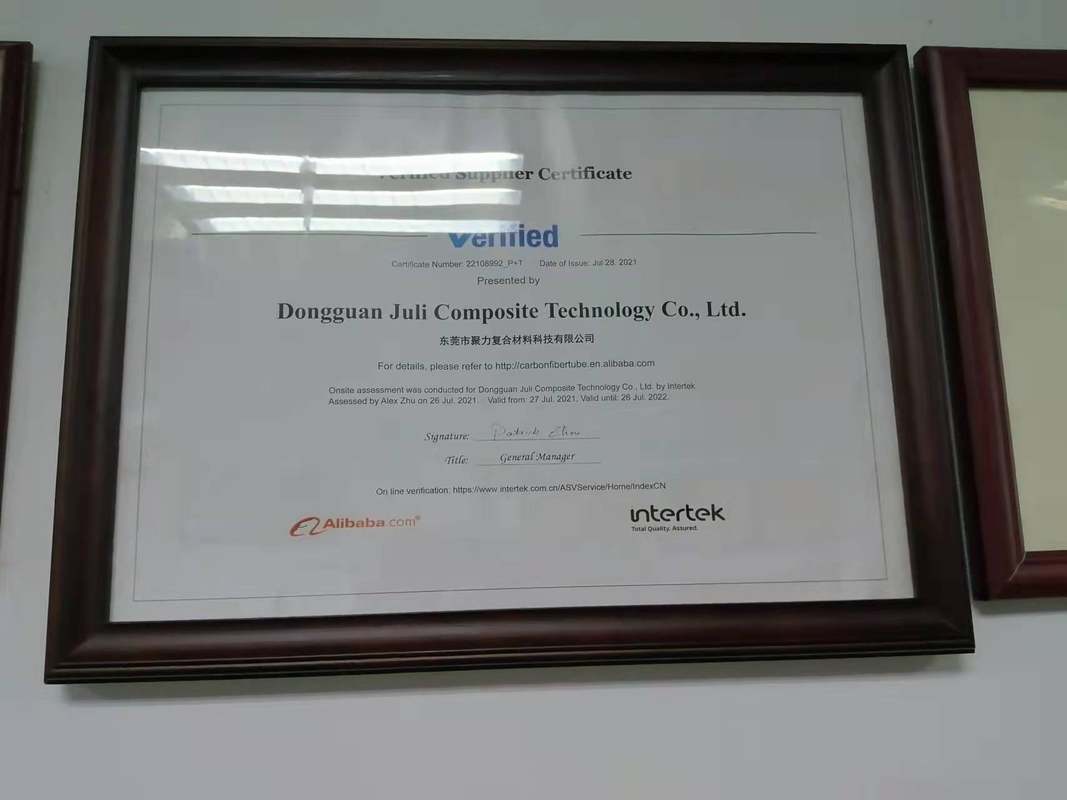 Verified Supplier Certificate
Verified
Certificate Number: 22108992_P+T Date of Issue: Jul 28. 2021
Presented by
Dongguan Juli Composite Technology Co., Ltd.
东莞市聚力复合材料科技有限公司
For details, please refer to http://carbonfibertube.en.alibaba.com
Onsite assessment was conducted for Dongguan Juli Composite Technology Co., Ltd. by Intertek
Assessed by Alex Zhu on 26 Jul. 2021 Valid from: 27 Jul. 2021, Valid until: 26 Jul. 2022.
Signature:
Title: General Manager
On line verification: https://www.intertek.com.cn/ASVService/Home/IndexCN
Alibaba.com®
intertek
Total Quality. Assured.